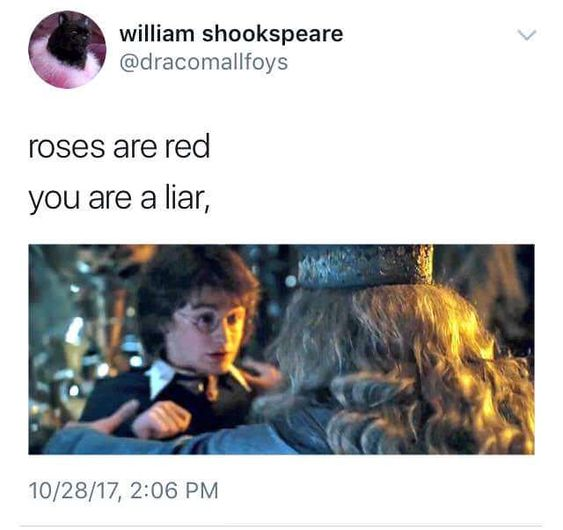 william shookspeare
@dracomallfoys
roses are red
you are a liar,
10/28/17, 2:06 PM